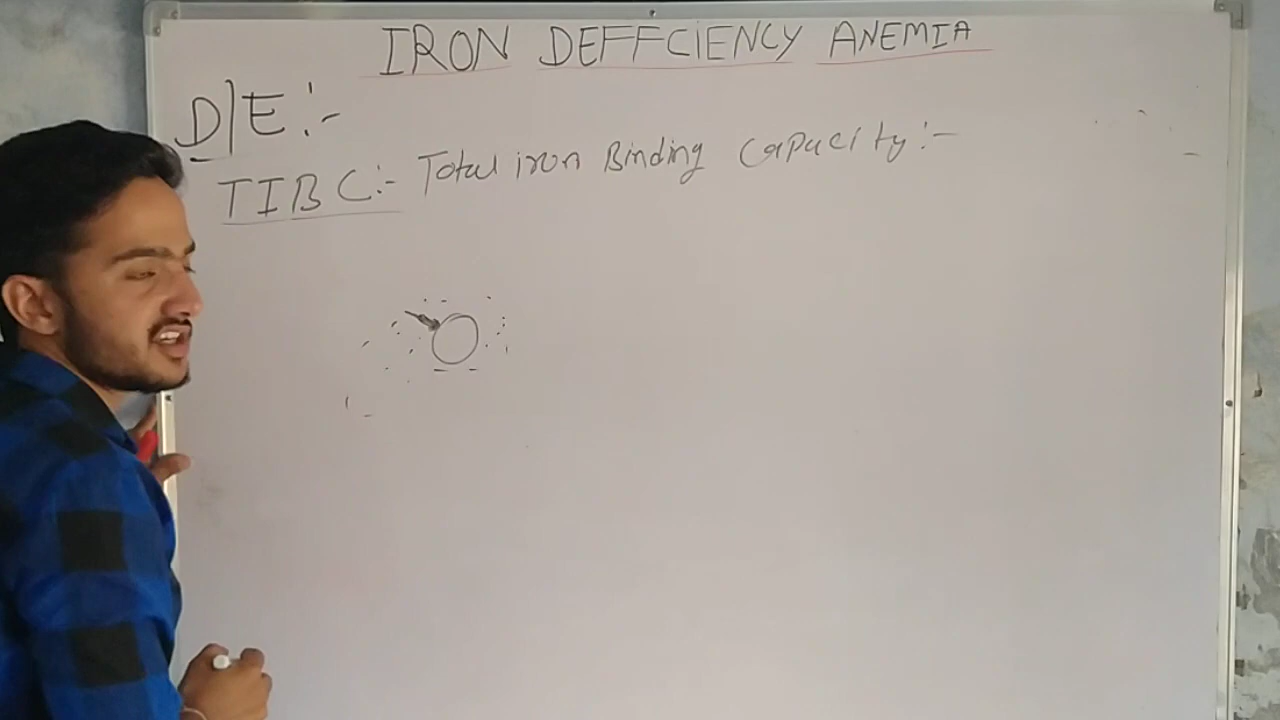 IRON DEFFCiENCY ANEMIA
D/E:-
TIBC:- Total iron Binding Capacity:-